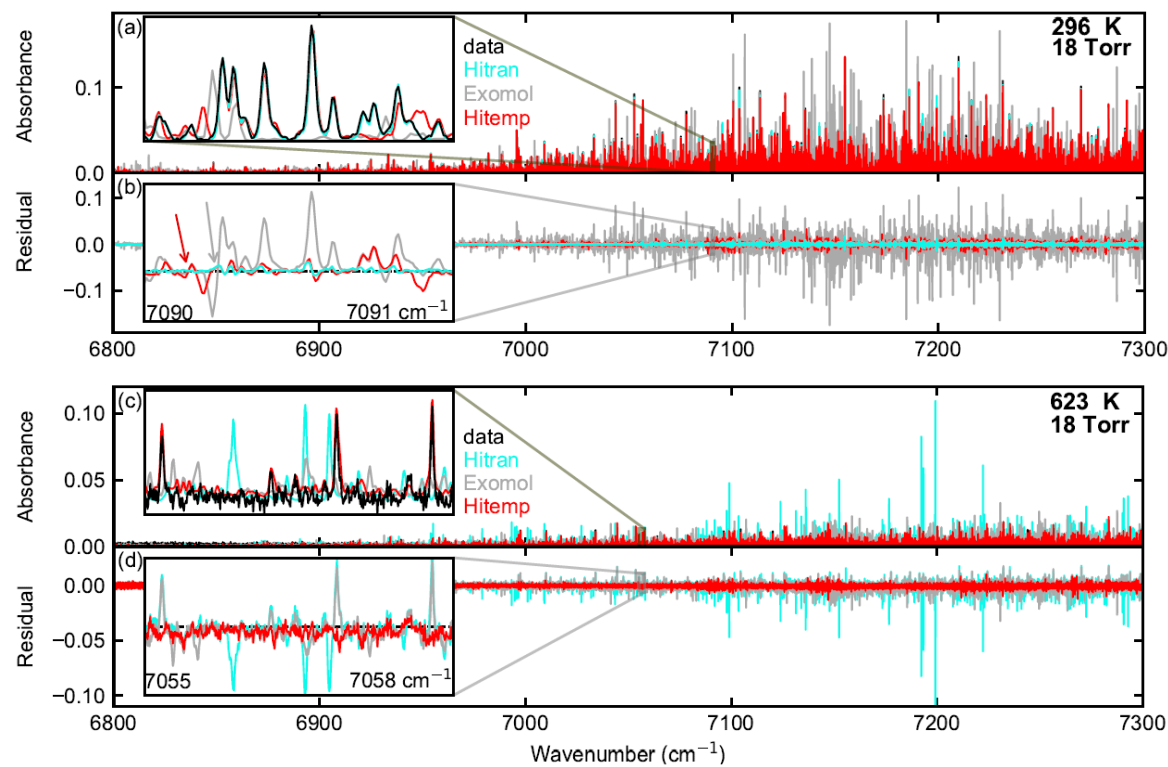 (a)
data
Hitran
Exomol
Hitemp
296 K
18 Torr
Absorbance
0.1
0.0
(b)
7090
7091 cm⁻¹
Residual
0.1
0.0
−0.1
6800
6900
7000
7100
7200
7300
(c)
data
Hitran
Exomol
Hitemp
623 K
18 Torr
Absorbance
0.10
0.05
0.00
(d)
7055
7058 cm⁻¹
Residual
0.00
−0.05
−0.10
6800
6900
7000
7100
7200
7300
Wavenumber (cm⁻¹)